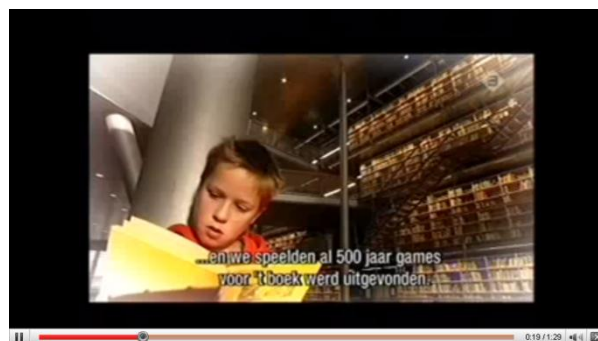 ...en we speelden al 500 jaar games
voor 't boek werd uitgevonden.
0:19 / 1:29